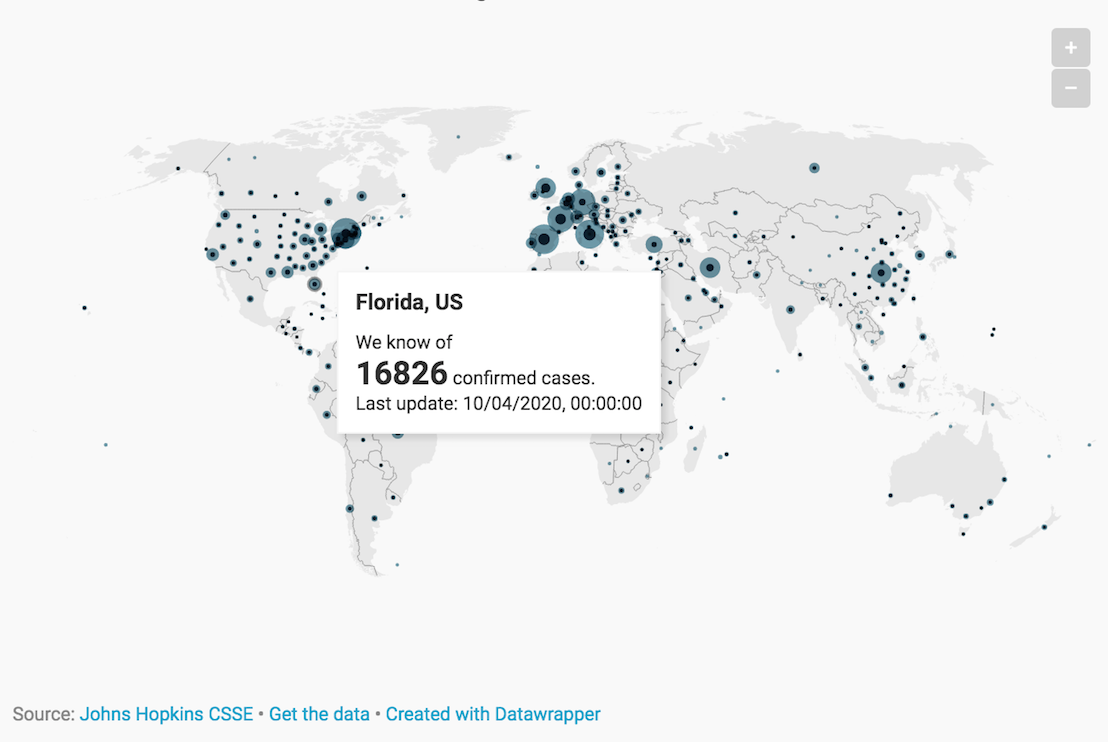 +
−
Florida, US
We know of
16826 confirmed cases.
Last update: 10/04/2020, 00:00:00
Source: Johns Hopkins CSSE • Get the data • Created with Datawrapper